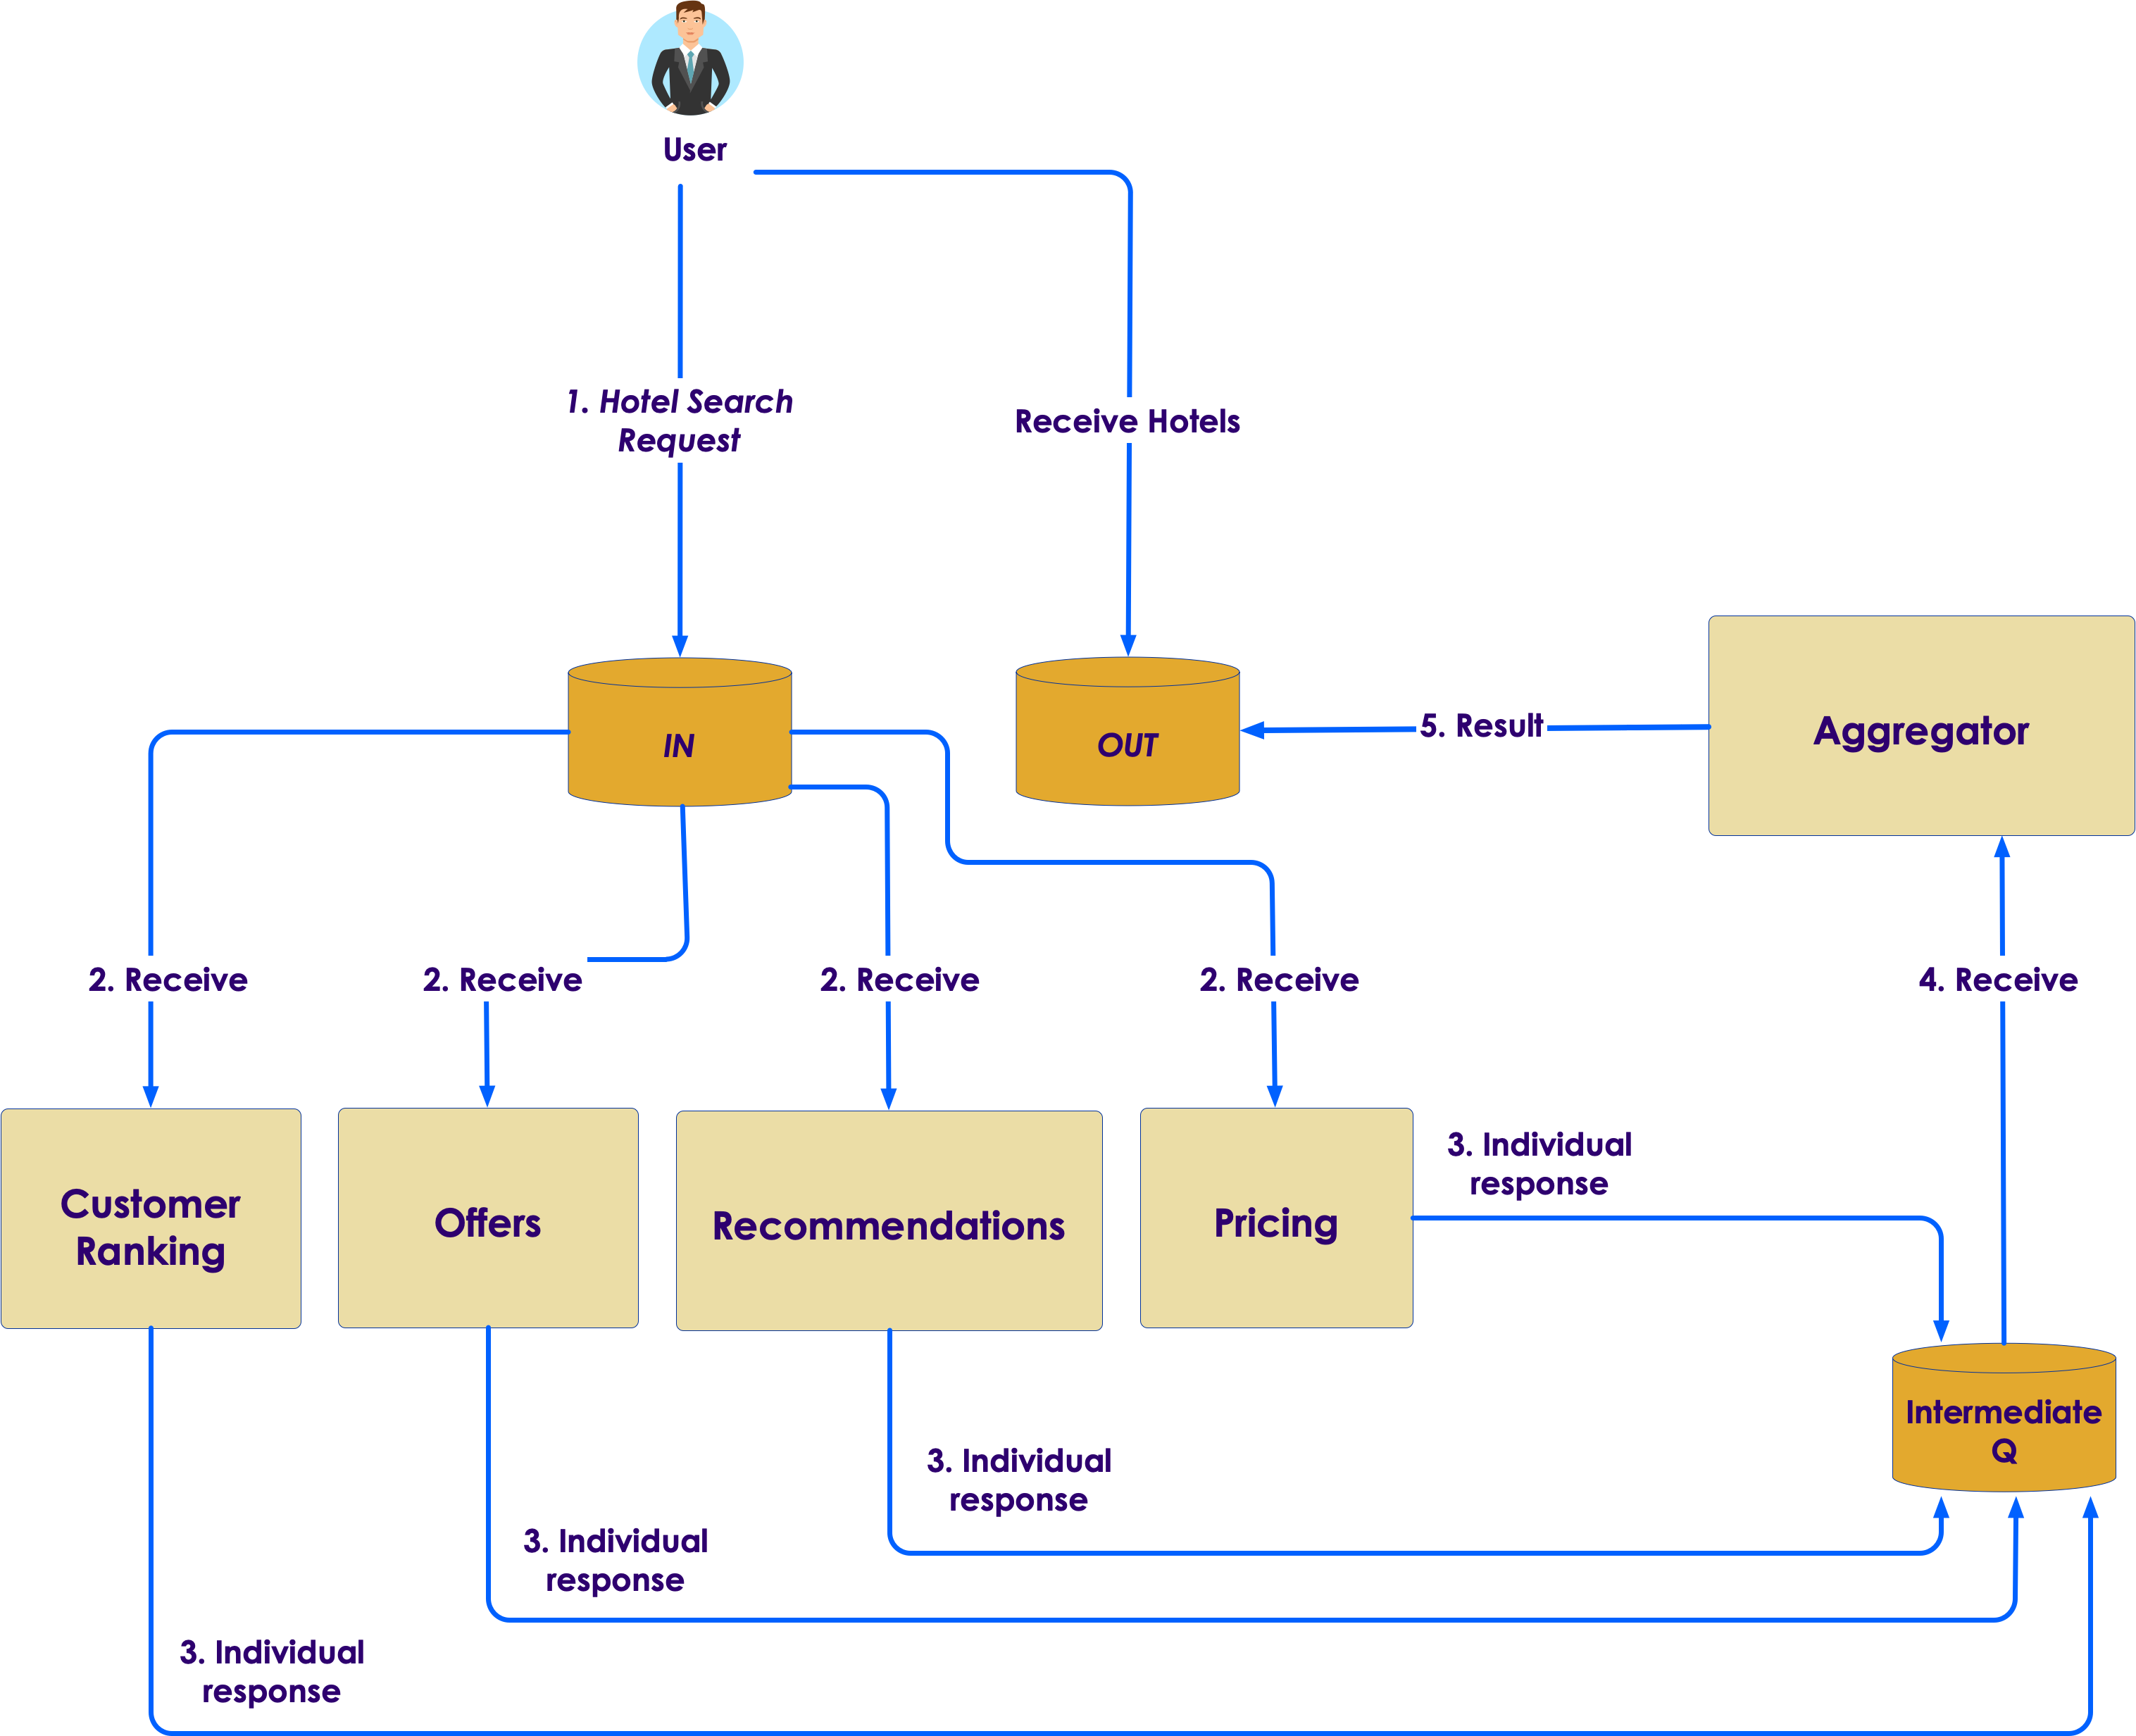 User
1. Hotel Search
Request
Receive Hotels
IN
OUT
5. Result
Aggregator
2. Receive
2. Receive
2. Receive
2. Receive
4. Receive
Customer
Ranking
Offers
Recommendations
Pricing
3. Individual
response
Intermediate
Q
3. Individual
response
3. Individual
response
3. Individual
response